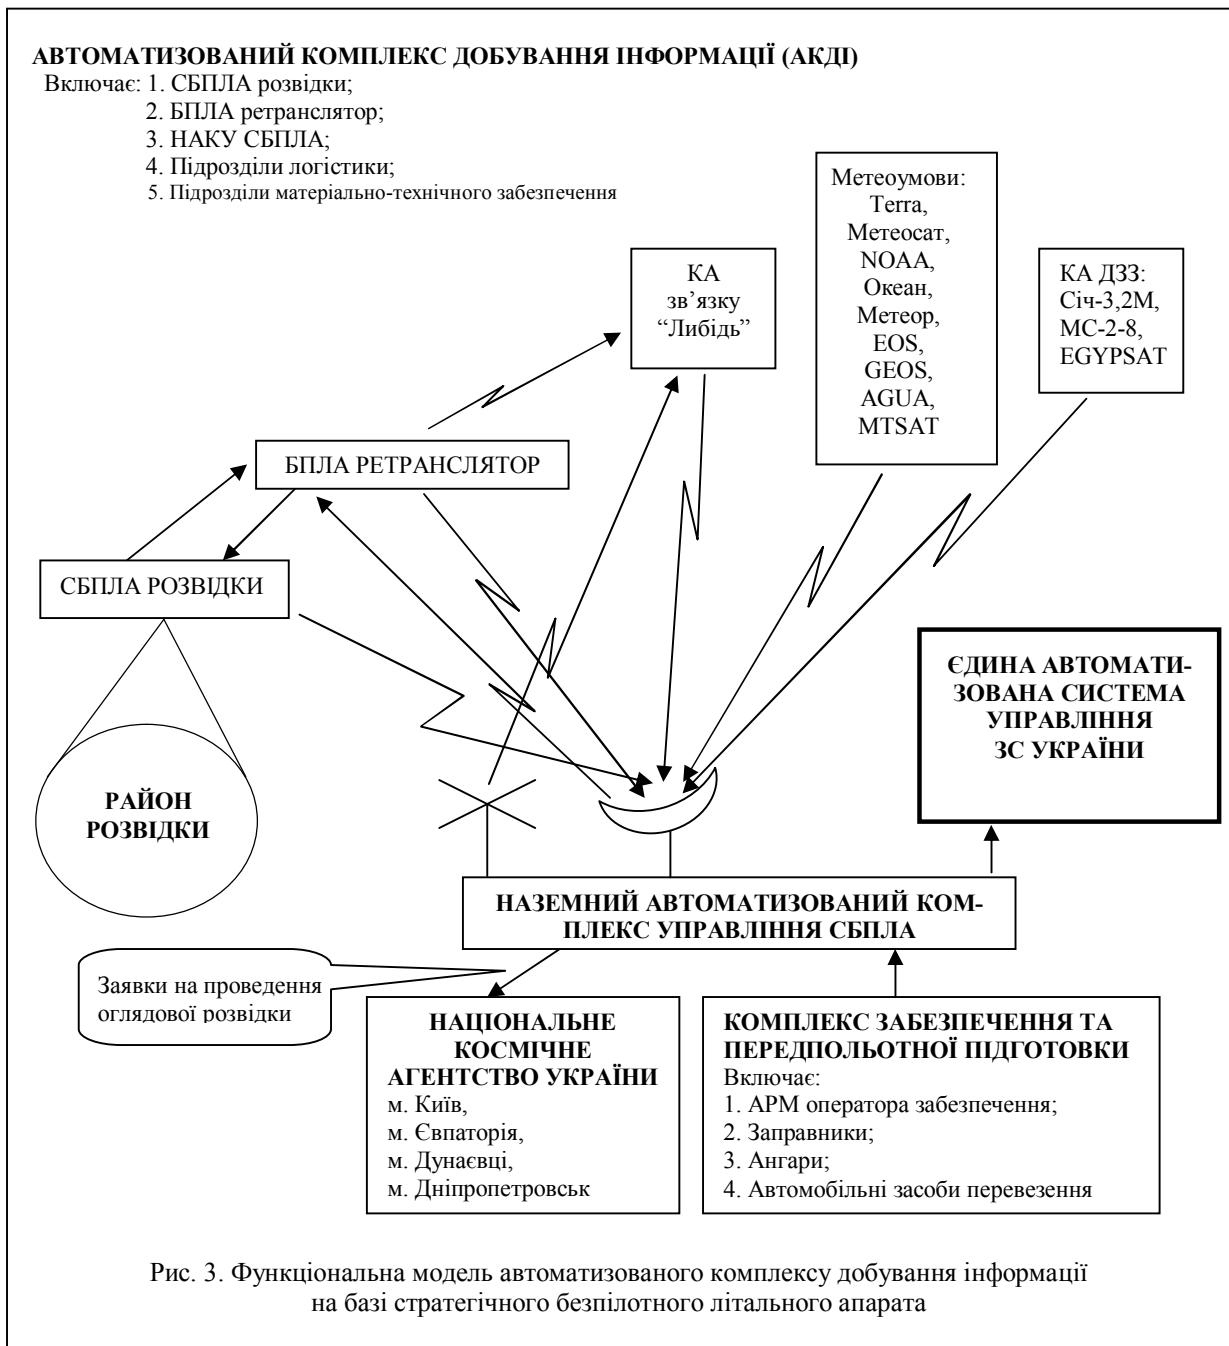 АВТОМАТИЗОВАНИЙ КОМПЛЕКС ДОБУВАННЯ ІНФОРМАЦІЇ (АКДІ)
Включає: 1. СБПЛА розвідки;
2. БПЛА ретранслятор;
3. НАКУ СБПЛА;
4. Підрозділи логістики;
5. Підрозділи матеріально-технічного забезпечення
Метеоумови:
Terra,
Метеосат,
NOAA,
Океан,
Метеор,
EOS,
GEOS,
AGUA,
MTSAT
КА
зв’язку
“Либідь”
КА ДЗЗ:
Січ-3,2М,
МС-2-8,
EGYPSAT
БПЛА РЕТРАНСЛЯТОР
СБПЛА РОЗВІДКИ
РАЙОН
РОЗВІДКИ
ЄДИНА АВТОМАТИ-
ЗОВАНА СИСТЕМА
УПРАВЛІННЯ
ЗС УКРАЇНИ
НАЗЕМНИЙ АВТОМАТИЗОВАНИЙ КОМ-
ПЛЕКС УПРАВЛІННЯ СБПЛА
Заявки на проведення
оглядової розвідки
НАЦІОНАЛЬНЕ
КОСМІЧНЕ
АГЕНТСТВО УКРАЇНИ
м. Київ,
м. Євпаторія,
м. Дунаєвці,
м. Дніпропетровськ
КОМПЛЕКС ЗАБЕЗПЕЧЕННЯ ТА
ПЕРЕДПОЛЬОТНОЇ ПІДГОТОВКИ
Включає:
1. АРМ оператора забезпечення;
2. Заправники;
3. Ангари;
4. Автомобільні засоби перевезення
Рис. 3. Функціональна модель автоматизованого комплексу добування інформації
на базі стратегічного безпілотного літального апарата